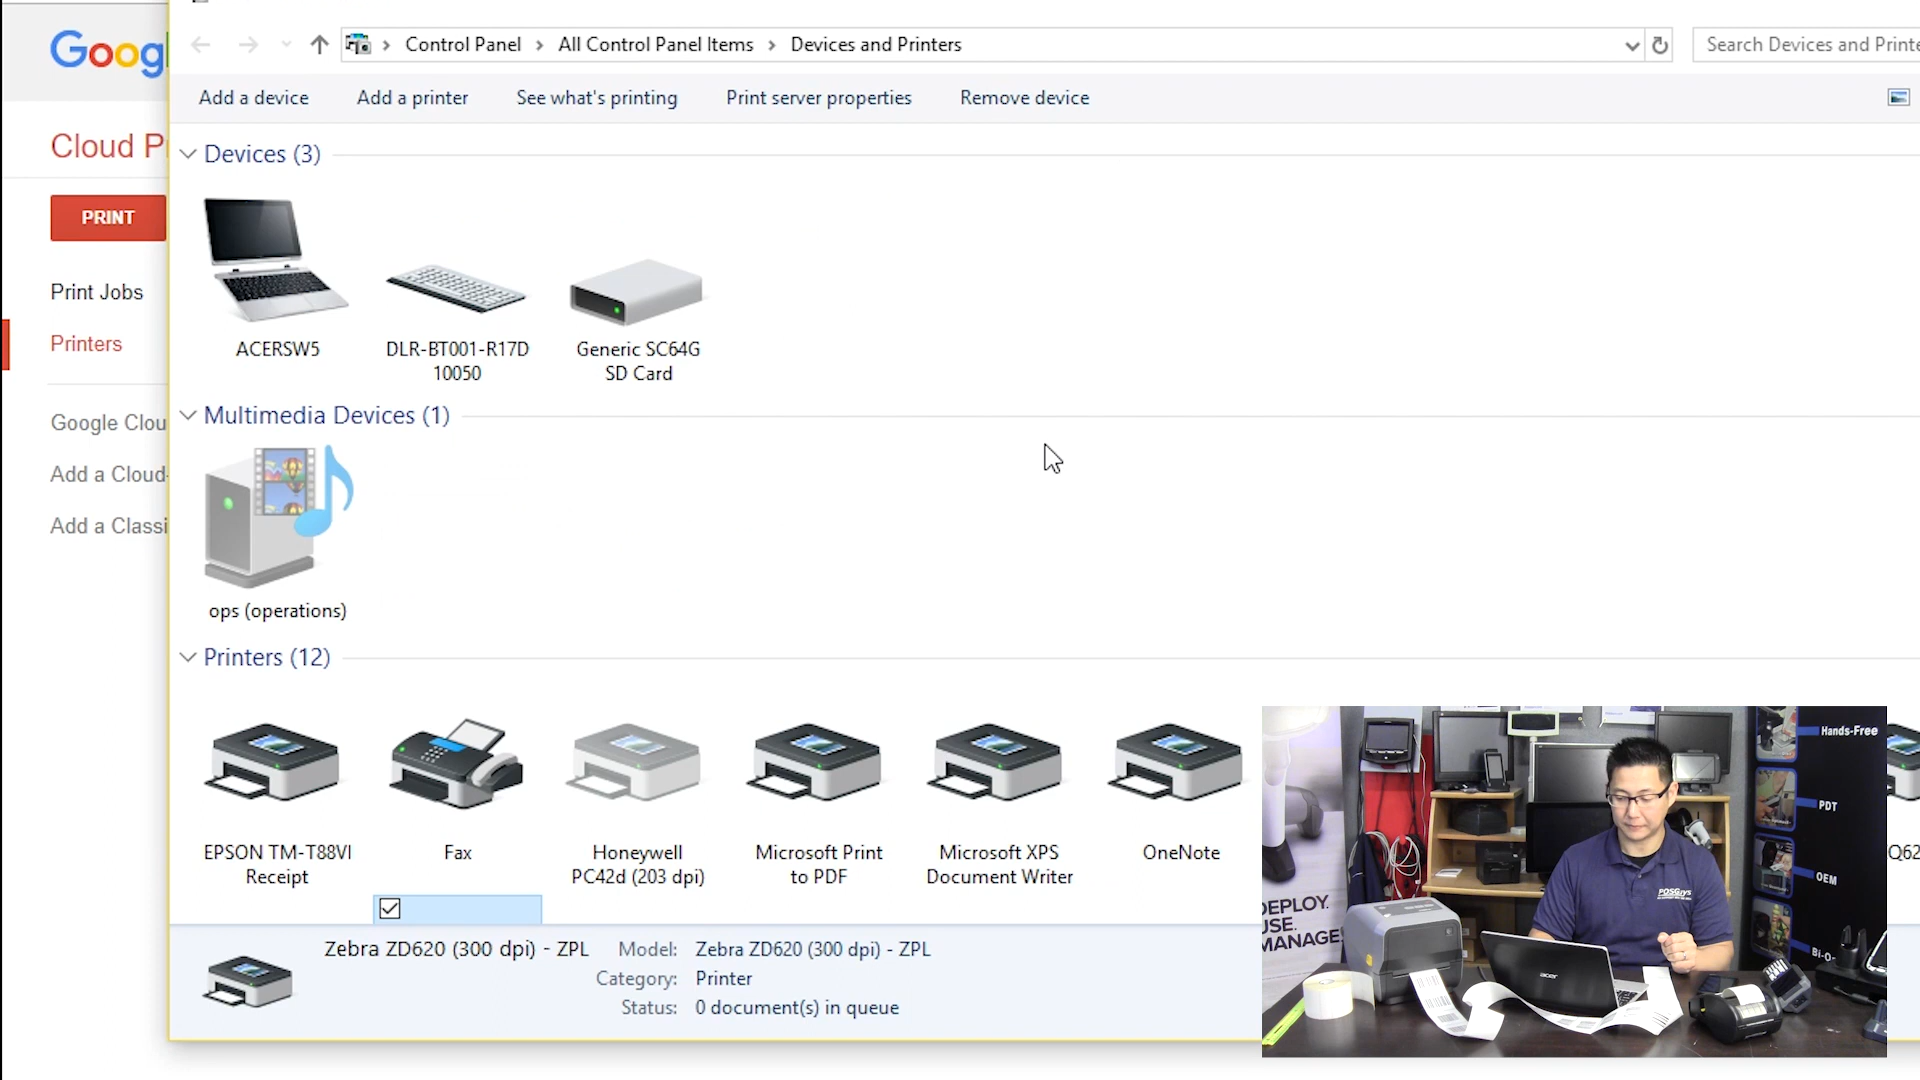 Goog
Control Panel > All Control Panel Items > Devices and Printers
Search Devices and Printe
Add a device
Add a printer
See what's printing
Print server properties
Remove device
Cloud P
PRINT
Print Jobs
Printers
Google Clou
Add a Cloud-
Add a Classi
Devices (3)
ACERSW5
DLR-BT001-R17D
10050
Generic SC64G
SD Card
Multimedia Devices (1)
ops (operations)
Printers (12)
EPSON TM-T88VI
Receipt
Fax
Honeywell
PC42d (203 dpi)
Microsoft Print
to PDF
Microsoft XPS
Document Writer
OneNote
Q62
Zebra ZD620 (300 dpi) - ZPL
Model: Zebra ZD620 (300 dpi) - ZPL
Category: Printer
Status: 0 document(s) in queue
DEPLOY.
USE.
MANAGE
Hands-Free
PDT
OEM
Bi-O
POSGuys
acer